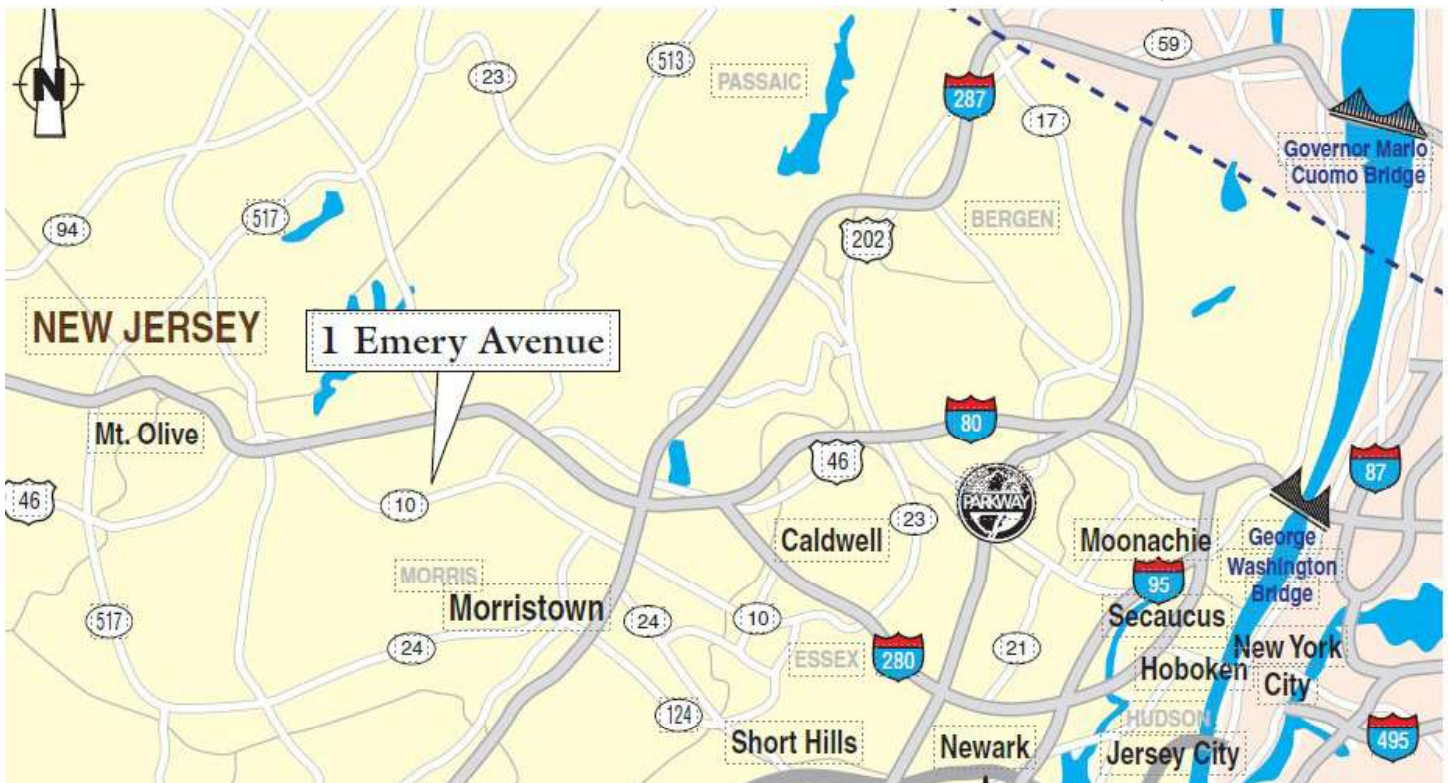 59
23
513
PASSAIC
287
17
N
Governor Mario
Cuomo Bridge
517
94
202
BERGEN
NEW JERSEY
1 Emery Avenue
80
Mt. Olive
46
46
87
10
PARKWAY
23
Caldwell
Moonachie
George
Washington
Bridge
MORRIS
95
Morristown
Secaucus
517
24
10
24
21
New York
City
ESSEX
280
Hoboken
124
HUDSON
Short Hills
Newark
Jersey City
495